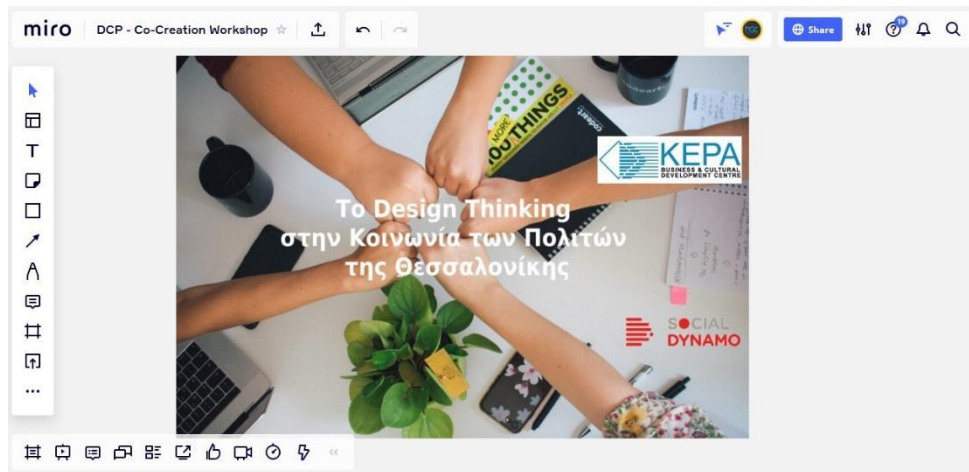 miro
DCP - Co-Creation Workshop
Share
19
100 MORE THINGS
codeart.
KEPA
BUSINESS & CULTURAL
DEVELOPMENT CENTRE
Το Design Thinking
στην Κοινωνία των Πολιτών
της Θεσσαλονίκης
SOCIAL
DYNAMO